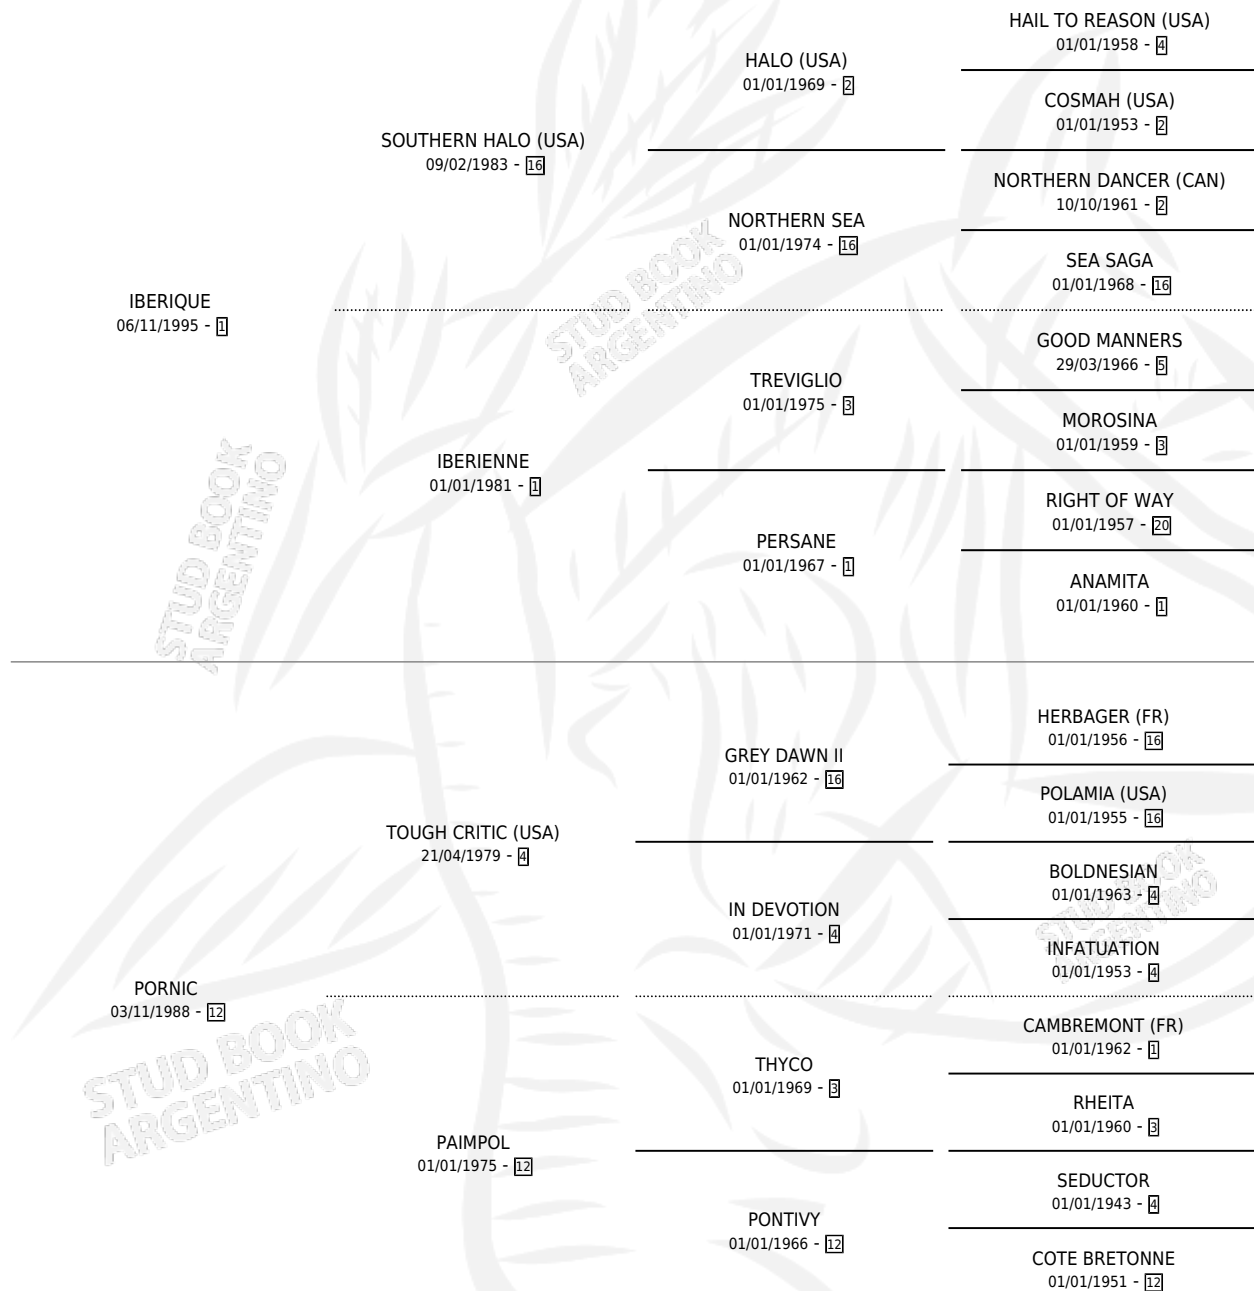 HAIL TO REASON (USA)
01/01/1958 - 4
HALO (USA)
01/01/1969 - 2
COSMAH (USA)
01/01/1953 - 2
SOUTHERN HALO (USA)
09/02/1983 - 16
NORTHERN DANCER (CAN)
10/10/1961 - 2
NORTHERN SEA
01/01/1974 - 16
SEA SAGA
01/01/1968 - 16
IBERIQUE
06/11/1995 - 1
GOOD MANNERS
29/03/1966 - 5
TREVIGLIO
01/01/1975 - 3
MOROSINA
01/01/1959 - 3
IBERIENNE
01/01/1981 - 1
RIGHT OF WAY
01/01/1957 - 20
PERSANE
01/01/1967 - 1
ANAMITA
01/01/1960 - 1
HERBAGER (FR)
01/01/1956 - 16
GREY DAWN II
01/01/1962 - 16
POLAMIA (USA)
01/01/1955 - 16
TOUGH CRITIC (USA)
21/04/1979 - 4
BOLDNESIAN
01/01/1963 - 4
IN DEVOTION
01/01/1971 - 4
INFATUATION
01/01/1953 - 4
PORNIC
03/11/1988 - 12
CAMBREMONT (FR)
01/01/1962 - 1
THYCO
01/01/1969 - 3
RHEITA
01/01/1960 - 3
PAIMPOL
01/01/1975 - 12
SEDUCTOR
01/01/1943 - 4
PONTIVY
01/01/1966 - 12
COTE BRETONNE
01/01/1951 - 12
STUD BOOK
ARGENTINO
STUD BOOK
ARGENTINO
STUD BOOK
ARGENTINO
STUD BOOK
ARGENTINO